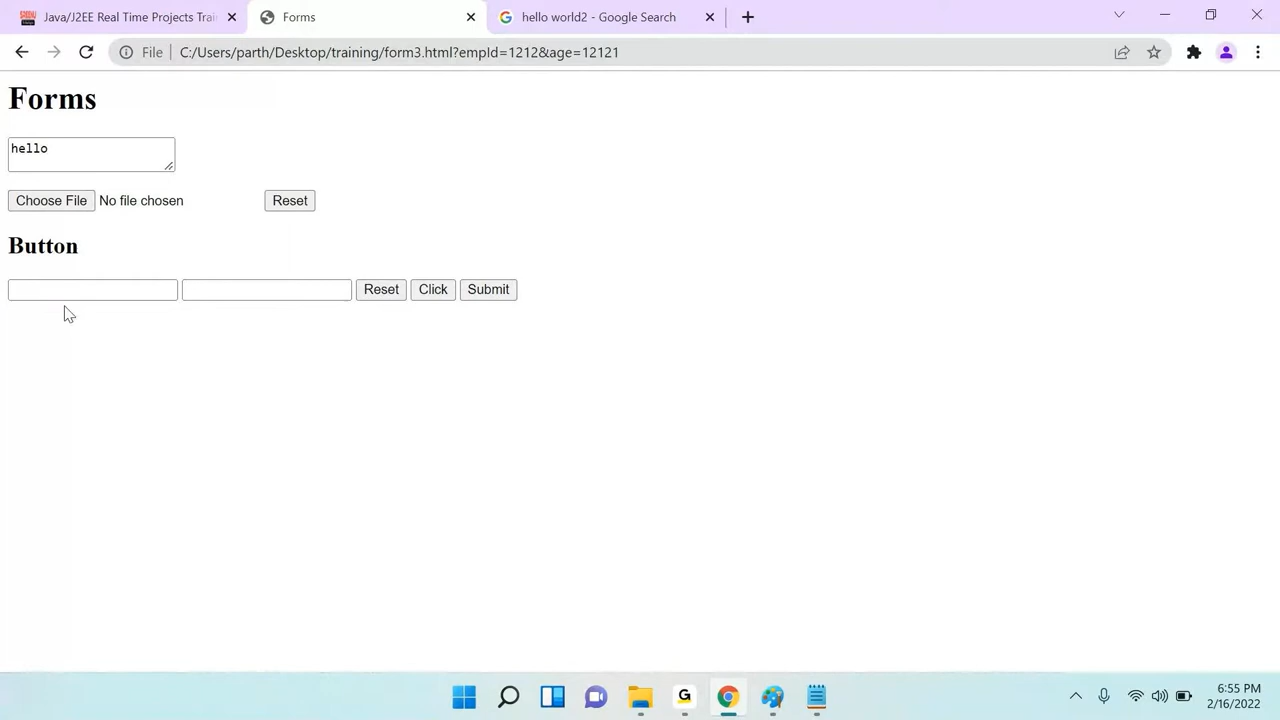 Java/J2EE Real Time Projects Trai
Forms
hello world2 - Google Search
File
C:/Users/parth/Desktop/training/form3.html?empId=1212&age=12121
Forms
hello
Choose File No file chosen
Reset
Button
Reset
Click
Submit
G
6:55 PM
2/16/2022